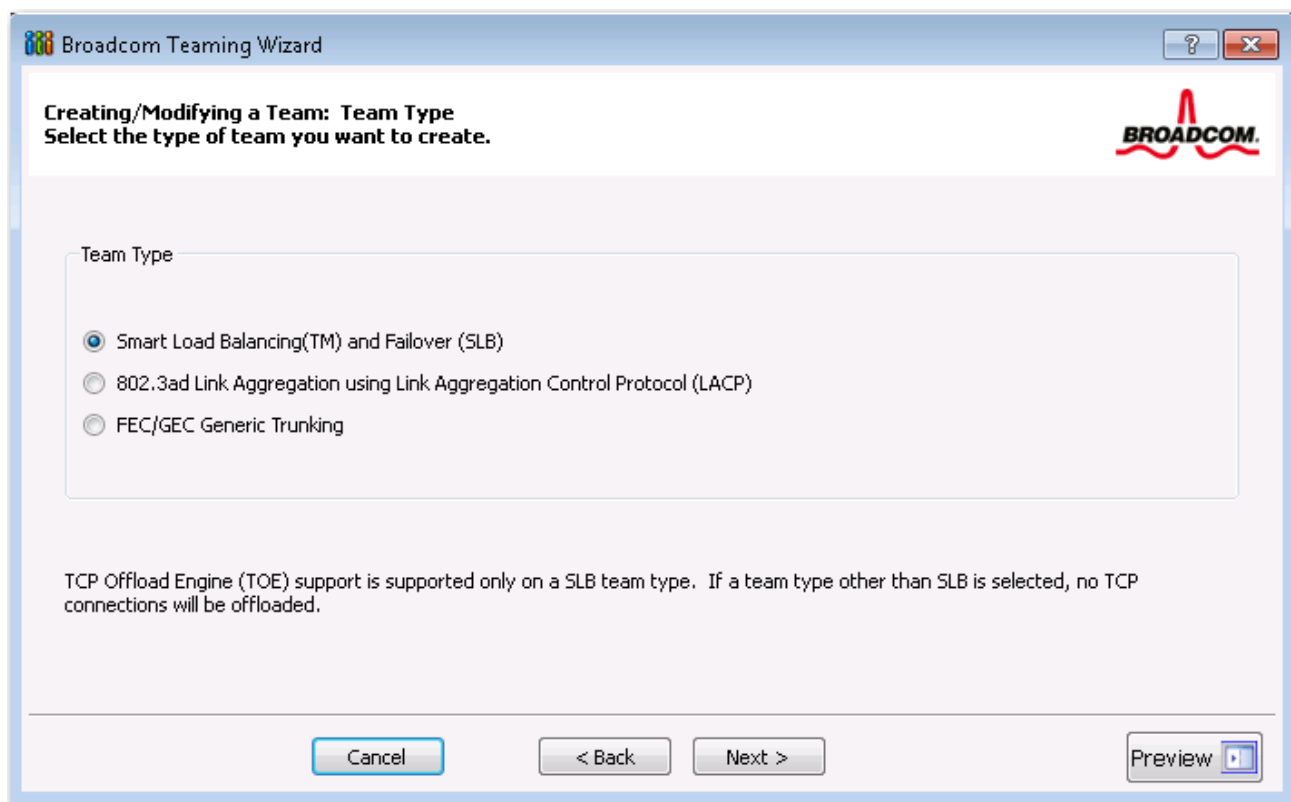 Broadcom Teaming Wizard
?
Creating/Modifying a Team: Team Type
Select the type of team you want to create.
BROADCOM.
Team Type
Smart Load Balancing(TM) and Failover (SLB)
802.3ad Link Aggregation using Link Aggregation Control Protocol (LACP)
FEC/GEC Generic Trunking
TCP Offload Engine (TOE) support is supported only on a SLB team type.  If a team type other than SLB is selected, no TCP
connections will be offloaded.
Cancel
< Back
Next >
Preview